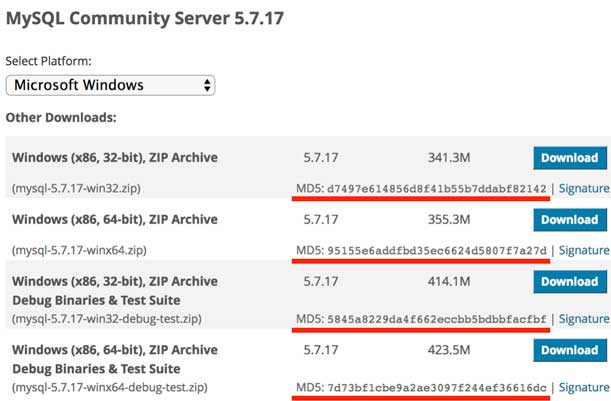 MySQL Community Server 5.7.17
Select Platform:
Microsoft Windows
Other Downloads:
Windows (x86, 32-bit), ZIP Archive 5.7.17 341.3M Download
(mysql-5.7.17-win32.zip) MD5: d7497e614856d8f41b55b7ddabf82142 | Signature
Windows (x86, 64-bit), ZIP Archive 5.7.17 355.3M Download
(mysql-5.7.17-winx64.zip) MD5: 95155e6addfbd35ec6624d5807f7a27d | Signature
Windows (x86, 32-bit), ZIP Archive 5.7.17 414.1M Download
Debug Binaries & Test Suite
(mysql-5.7.17-win32-debug-test.zip) MD5: 5845a8229da4f662eccbb5bdbbfacfbf | Signature
Windows (x86, 64-bit), ZIP Archive 5.7.17 423.5M Download
Debug Binaries & Test Suite
(mysql-5.7.17-winx64-debug-test.zip) MD5: 7d73bf1cbe9a2ae3097f244ef36616dc | Signature